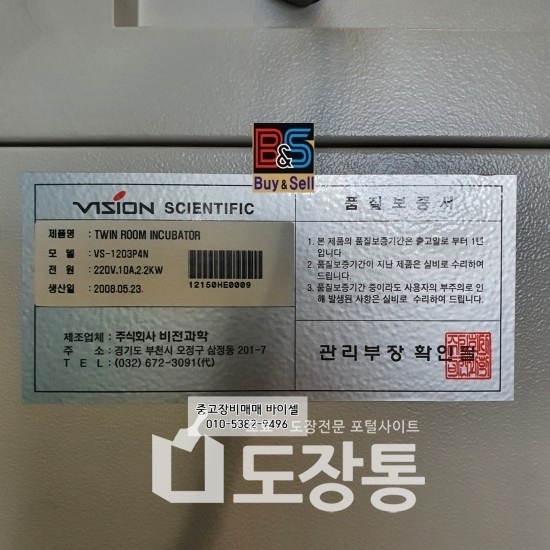 B&S
Buy & Sell
VISION SCIENTIFIC
제품명 : TWIN ROOM INCUBATOR
모 델 : VS-1203P4N
전 원 : 220V.10A.2.2KW
생산일 : 2008.05.23.
12150HE0009
제조업체 : 주식회사 비전과학
주 소 : 경기도 부천시 오정구 삼정동 201-7
T E L : (032) 672-3091(代)
품질보증서
1. 본 제품의 품질보증기간은 출고일로 부터 1년
입니다.
2. 품질보증기간이 지난 제품은 실비로 수리하여
드립니다.
3. 품질보증기간 중이라도 사용자의 부주의로 인
해 발생된 사항은 실비로 수리하여 드립니다.
관리부장 확인필
중고장비매매 바이셀
010-5382-9496
도장전문 포털사이트
도장통